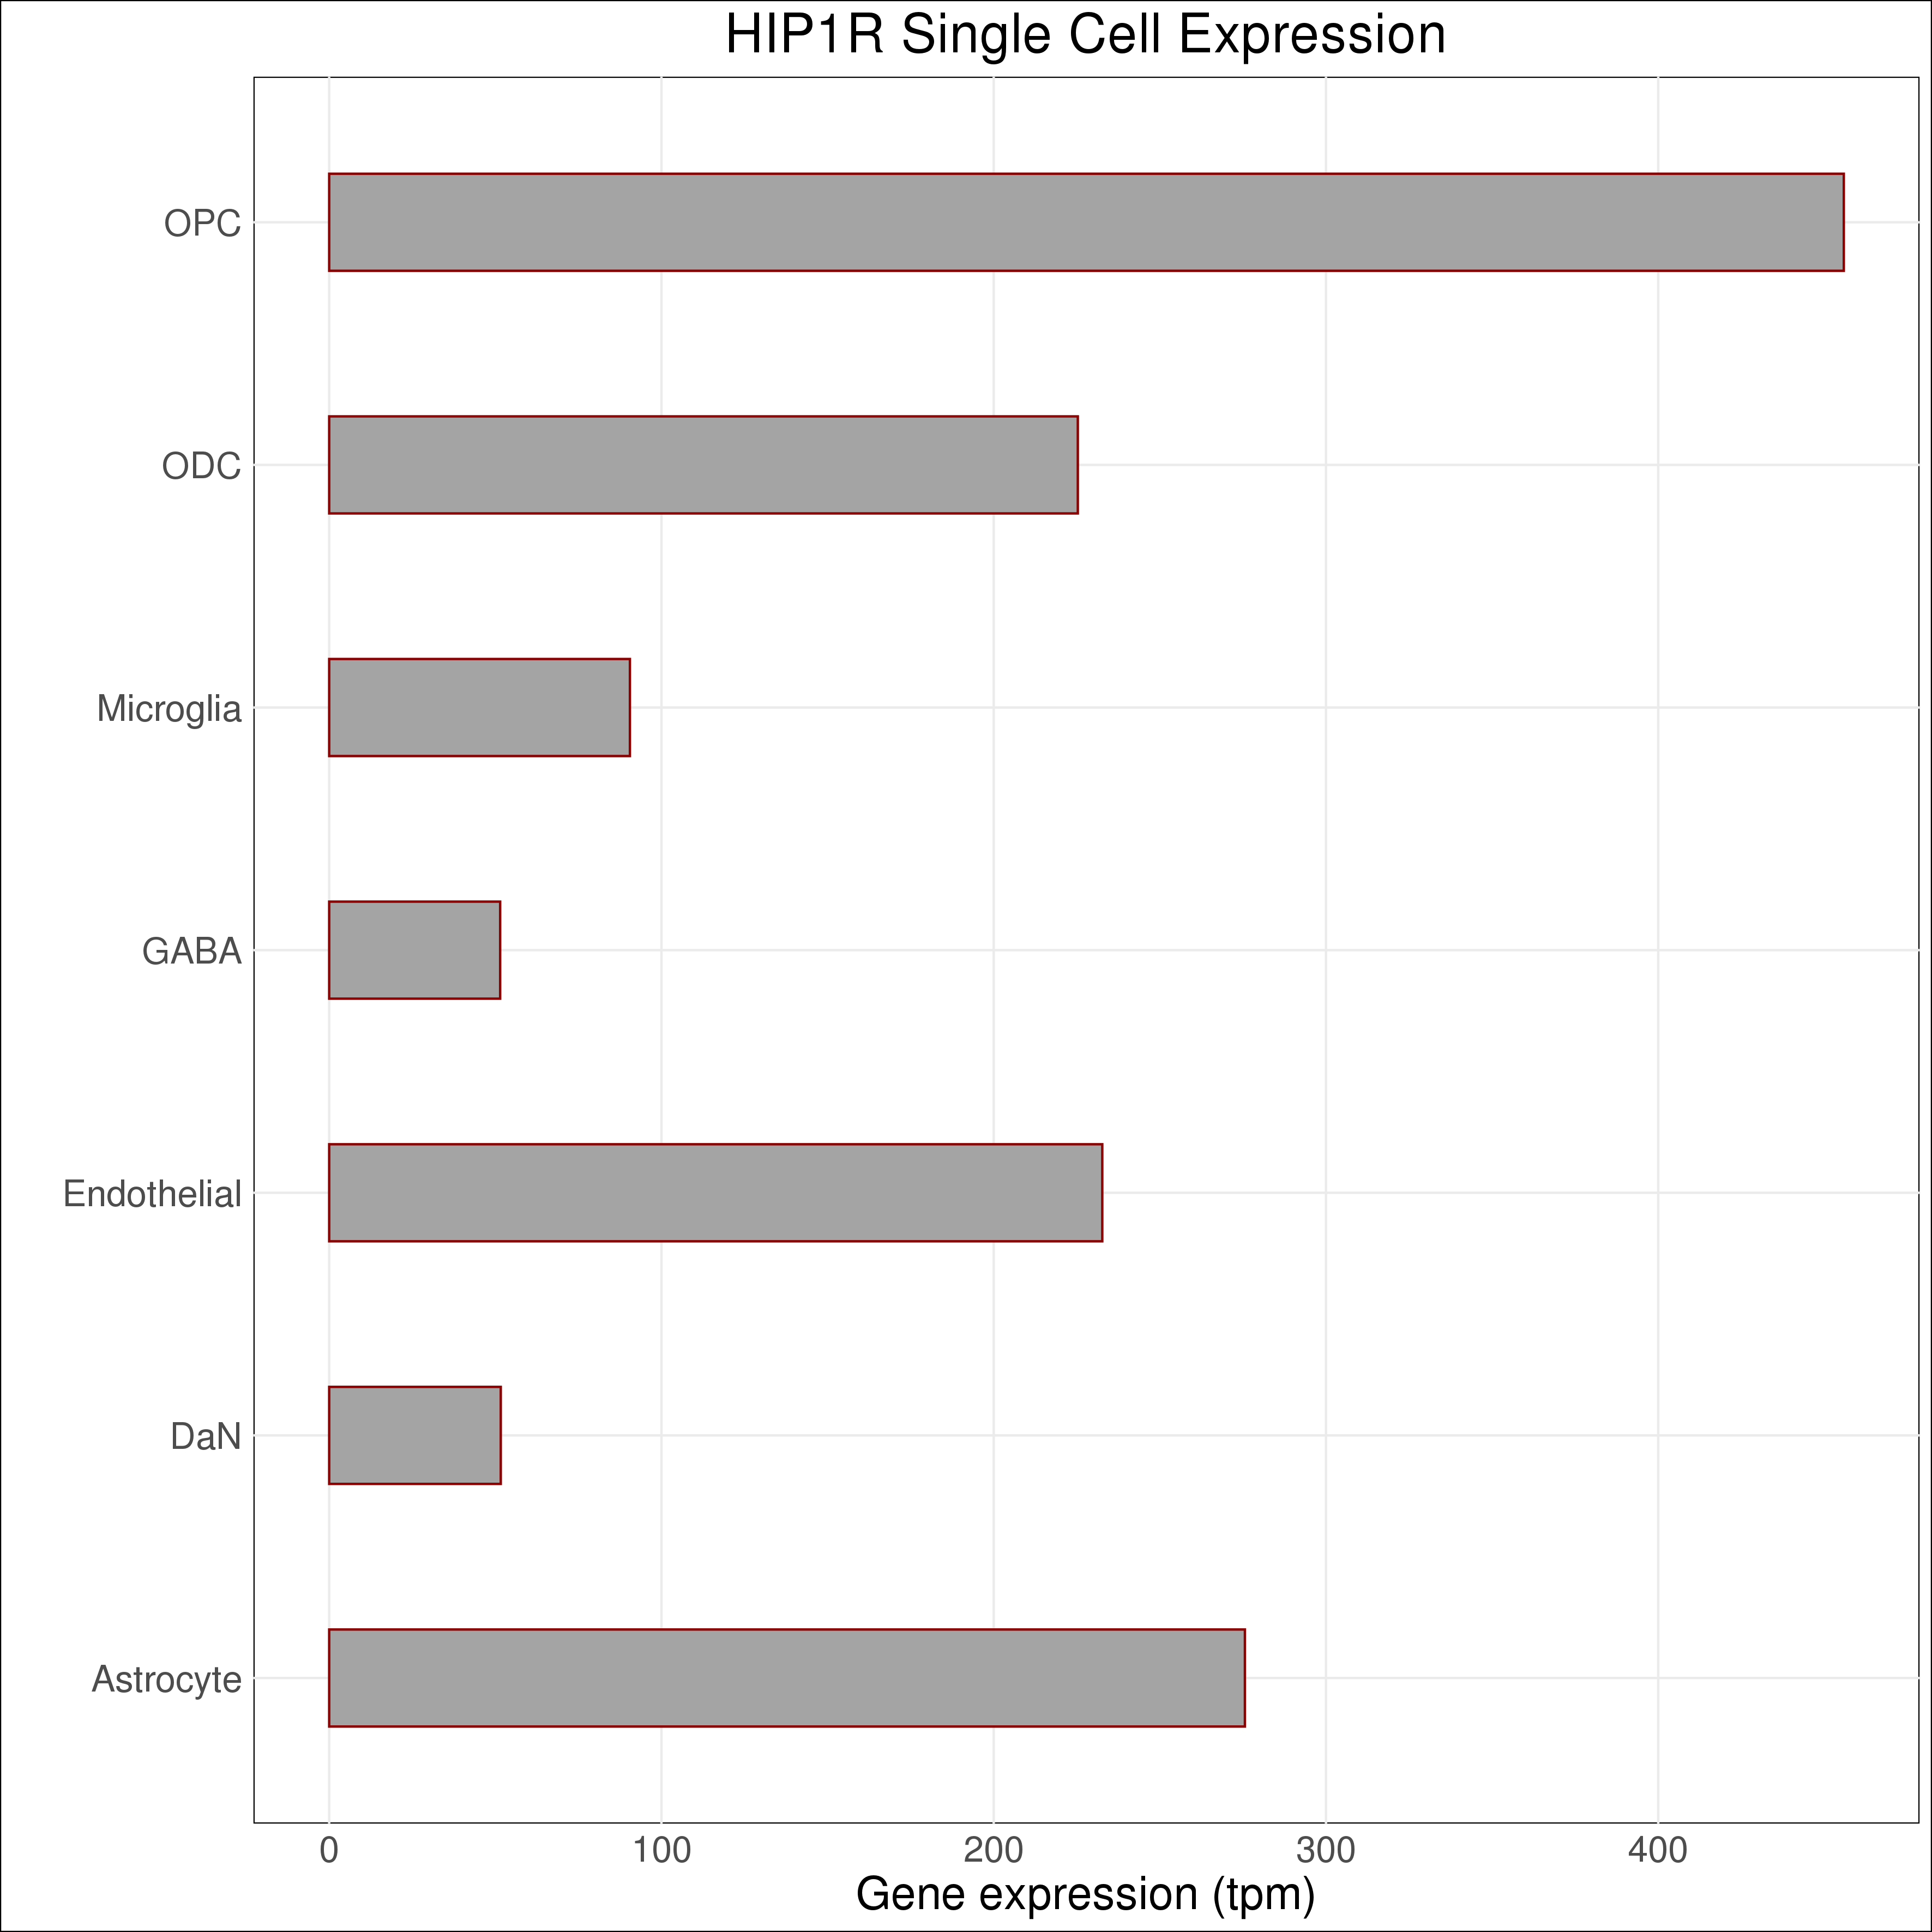 HIP1R Single Cell Expression
OPC
ODC
Microglia
GABA
Endothelial
DaN
Astrocyte
0 100 200 300 400
Gene expression (tpm)